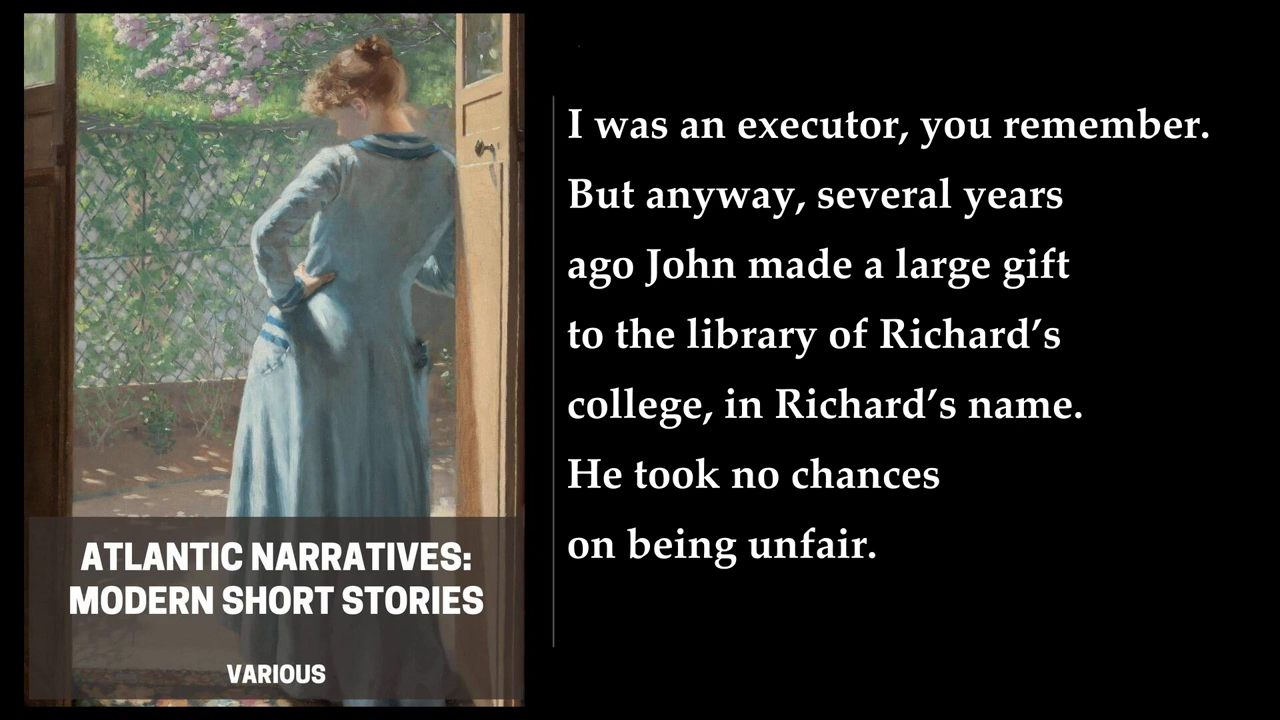 ATLANTIC NARRATIVES:
MODERN SHORT STORIES
VARIOUS
I was an executor, you remember.
But anyway, several years
ago John made a large gift
to the library of Richard’s
college, in Richard’s name.
He took no chances
on being unfair.